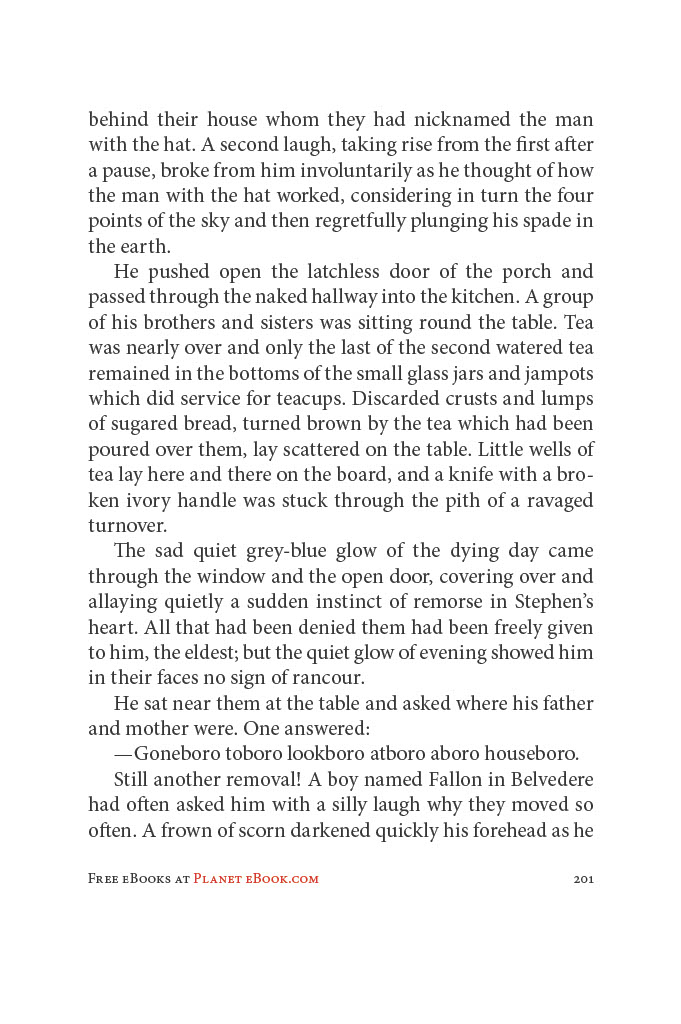 behind their house whom they had nicknamed the man
with the hat. A second laugh, taking rise from the first after
a pause, broke from him involuntarily as he thought of how
the man with the hat worked, considering in turn the four
points of the sky and then regretfully plunging his spade in
the earth.
He pushed open the latchless door of the porch and
passed through the naked hallway into the kitchen. A group
of his brothers and sisters was sitting round the table. Tea
was nearly over and only the last of the second watered tea
remained in the bottoms of the small glass jars and jampots
which did service for teacups. Discarded crusts and lumps
of sugared bread, turned brown by the tea which had been
poured over them, lay scattered on the table. Little wells of
tea lay here and there on the board, and a knife with a bro-
ken ivory handle was stuck through the pith of a ravaged
turnover.
The sad quiet grey-blue glow of the dying day came
through the window and the open door, covering over and
allaying quietly a sudden instinct of remorse in Stephen’s
heart. All that had been denied them had been freely given
to him, the eldest; but the quiet glow of evening showed him
in their faces no sign of rancour.
He sat near them at the table and asked where his father
and mother were. One answered:
—Goneboro toboro lookboro atboro aboro houseboro.
Still another removal! A boy named Fallon in Belvedere
had often asked him with a silly laugh why they moved so
often. A frown of scorn darkened quickly his forehead as he
Free eBooks at Planet eBook.com 201